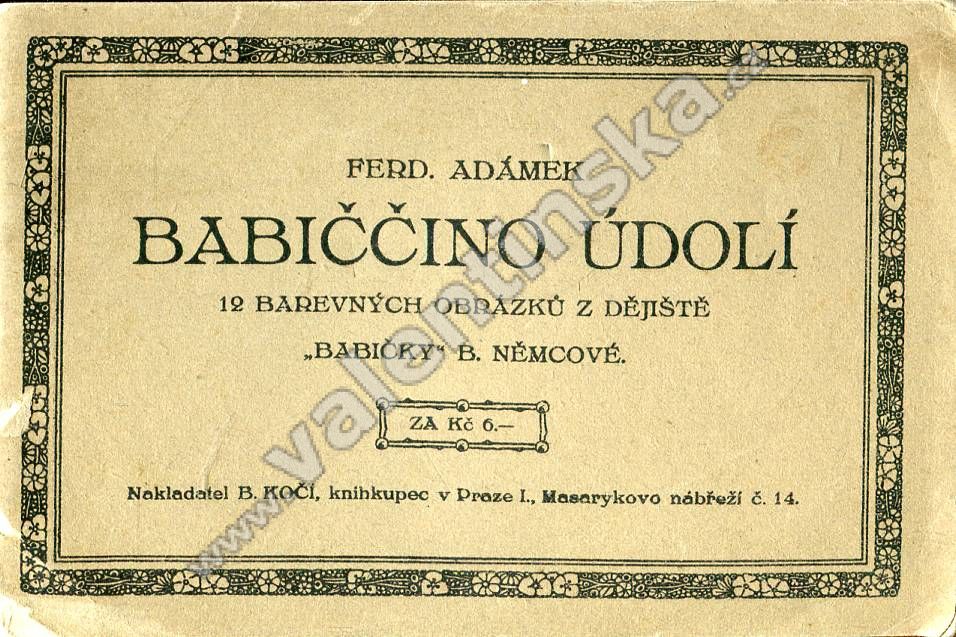 FERD. ADÁMEK
BABIČČINO ÚDOLÍ
12 BAREVNÝCH OBRÁZKŮ Z DĚJIŠTĚ
„BABIČKY“ B. NĚMCOVÉ.
ZA Kč 6.—
Nakladatel B. KOČÍ, knihkupec v Praze I., Masarykovo nábřeží č. 14.
www.valentinska.cz